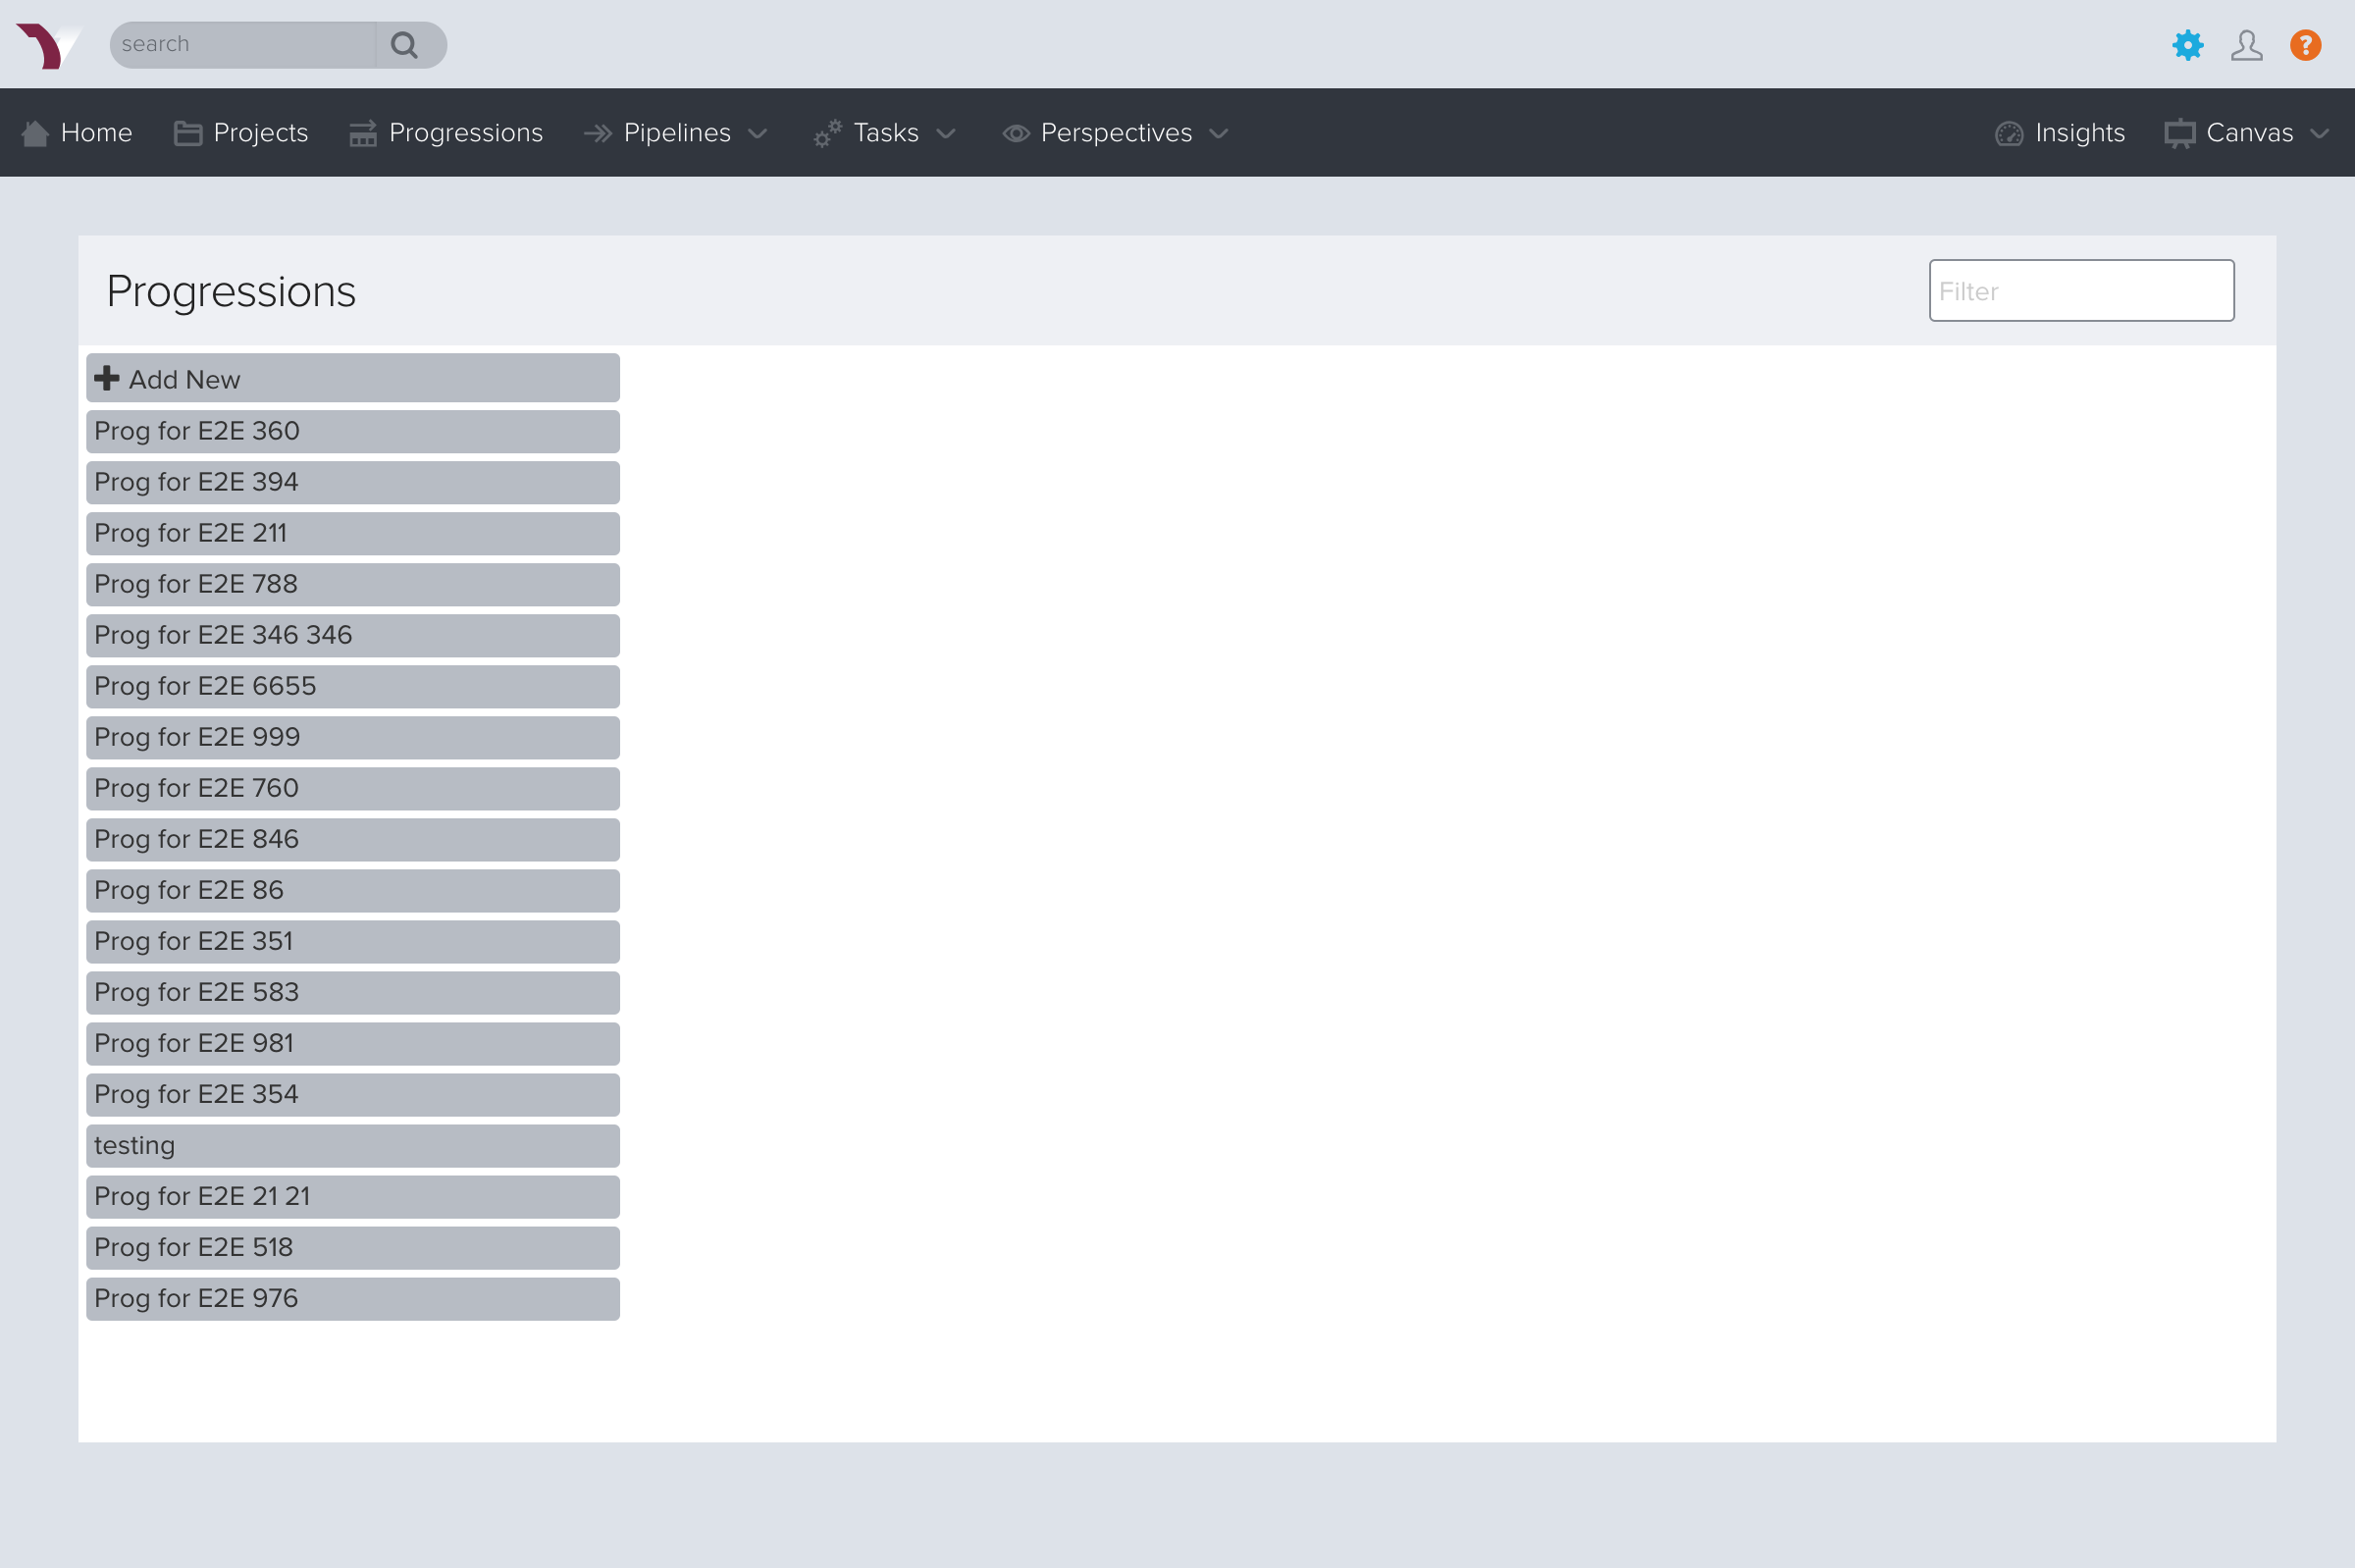 search
?
Home Projects Progressions Pipelines Tasks Perspectives Insights Canvas
Progressions
Filter
Add New
Prog for E2E 360
Prog for E2E 394
Prog for E2E 211
Prog for E2E 788
Prog for E2E 346 346
Prog for E2E 6655
Prog for E2E 999
Prog for E2E 760
Prog for E2E 846
Prog for E2E 86
Prog for E2E 351
Prog for E2E 583
Prog for E2E 981
Prog for E2E 354
testing
Prog for E2E 21 21
Prog for E2E 518
Prog for E2E 976